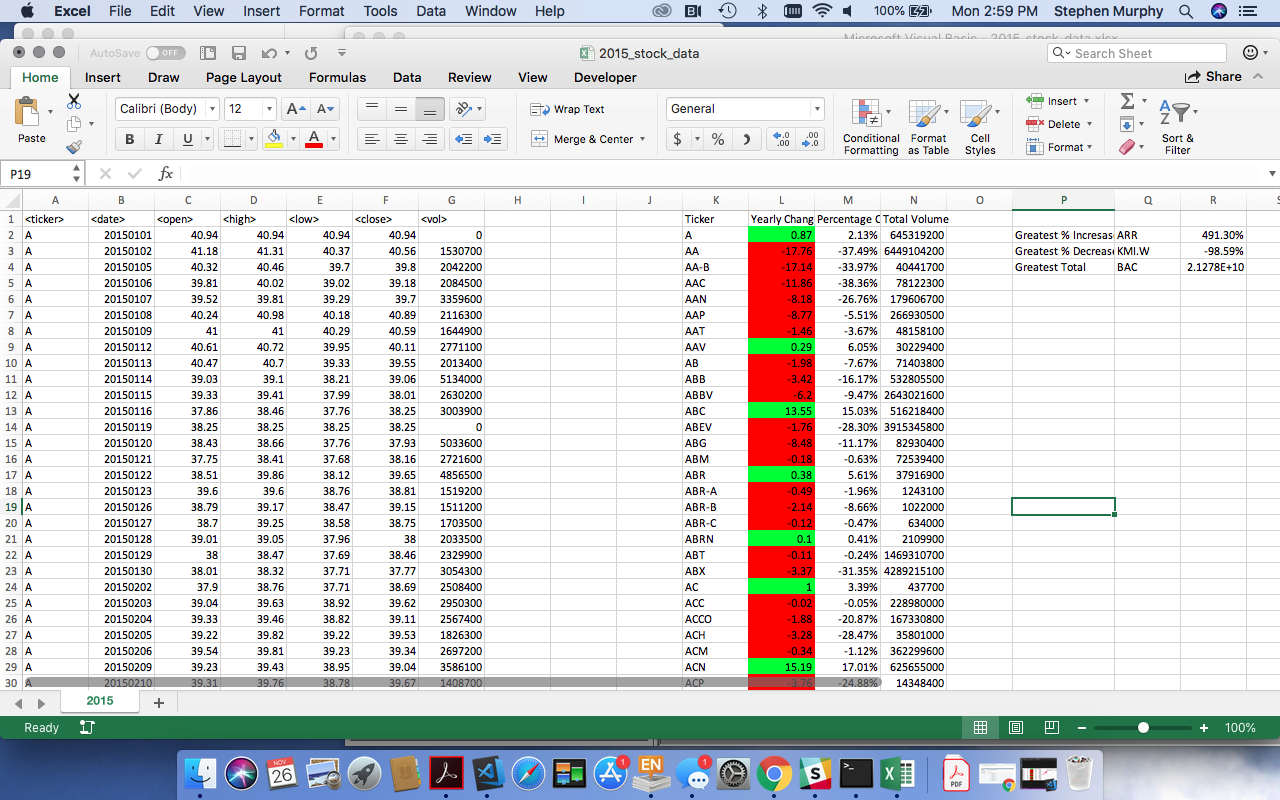 Excel File Edit View Insert Format Tools Data Window Help 100% Mon 2:59 PM Stephen Murphy
AutoSave OFF 2015_stock_data Search Sheet
Home Insert Draw Page Layout Formulas Data Review View Developer Share
Paste Calibri (Body) 12 A A Wrap Text General Conditional Formatting Format as Table Cell Styles Insert Delete Format Sort & Filter
B I U A Merge & Center $ % )
P19 fx
A B C D E F G H I J K L M N O P Q R S
1 <ticker> <date> <open> <high> <low> <close> <vol> Ticker Yearly Chang Percentage C Total Volume
2 A 20150101 40.94 40.94 40.94 40.94 0 A 0.87 2.13% 645319200 Greatest % Incresas ARR 491.30%
3 A 20150102 41.18 41.31 40.37 40.56 1530700 AA -17.76 -37.49% 6449104200 Greatest % Decrease KMI.W -98.59%
4 A 20150105 40.32 40.46 39.7 39.8 2042200 AA-B -17.14 -33.97% 40441700 Greatest Total BAC 2.1278E+10
5 A 20150106 39.81 40.02 39.02 39.18 2084500 AAC -11.86 -38.36% 78122300
6 A 20150107 39.52 39.81 39.29 39.7 3359600 AAN -8.18 -26.76% 179606700
7 A 20150108 40.24 40.98 40.18 40.89 2116300 AAP -8.77 -5.51% 266930500
8 A 20150109 41 41 40.29 40.59 1644900 AAT -1.46 -3.67% 48158100
9 A 20150112 40.61 40.72 39.95 40.11 2771100 AAV 0.29 6.05% 30229400
10 A 20150113 40.47 40.7 39.33 39.55 2013400 AB -1.98 -7.67% 71403800
11 A 20150114 39.03 39.1 38.21 39.06 5134000 ABB -3.42 -16.17% 532805500
12 A 20150115 39.33 39.41 37.99 38.01 2630200 ABBV -6.2 -9.47% 2643021600
13 A 20150116 37.86 38.46 37.76 38.25 3003900 ABC 13.55 15.03% 516218400
14 A 20150119 38.25 38.25 38.25 38.25 0 ABEV -1.76 -28.30% 3915345800
15 A 20150120 38.43 38.66 37.76 37.93 5033600 ABG -8.48 -11.17% 82930400
16 A 20150121 37.75 38.41 37.68 38.16 2721600 ABM -0.18 -0.63% 72539400
17 A 20150122 38.51 39.86 38.12 39.65 4856500 ABR 0.38 5.61% 37916900
18 A 20150123 39.6 39.6 38.76 38.81 1519200 ABR-A -0.49 -1.96% 1243100
19 A 20150126 38.79 39.17 38.47 39.15 1511200 ABR-B -2.14 -8.66% 1022000
20 A 20150127 38.7 39.25 38.58 38.75 1703500 ABR-C -0.12 -0.47% 634000
21 A 20150128 39.01 39.05 37.96 38 2033500 ABRN 0.1 0.41% 2109900
22 A 20150129 38 38.47 37.69 38.46 2329900 ABT -0.11 -0.24% 1469310700
23 A 20150130 38.01 38.32 37.71 37.77 3054300 ABX -3.37 -31.35% 4289215100
24 A 20150202 37.9 38.76 37.71 38.69 2508400 AC 1 3.39% 437700
25 A 20150203 39.04 39.63 38.92 39.62 2950300 ACC -0.02 -0.05% 228980000
26 A 20150204 39.33 39.46 38.82 39.11 2567400 ACCO -1.88 -20.87% 167330800
27 A 20150205 39.22 39.82 39.22 39.53 1826300 ACH -3.28 -28.47% 35801000
28 A 20150206 39.54 39.81 39.23 39.34 2697200 ACM -0.34 -1.12% 362299600
29 A 20150209 39.23 39.43 38.95 39.04 3586100 ACN 15.19 17.01% 625655000
30 A 20150210 39.31 39.76 38.78 39.67 1408700 ACP -3.76 -24.88% 14348400
2015 +
Ready 100%
NOV 26 1 EN 1 PDF